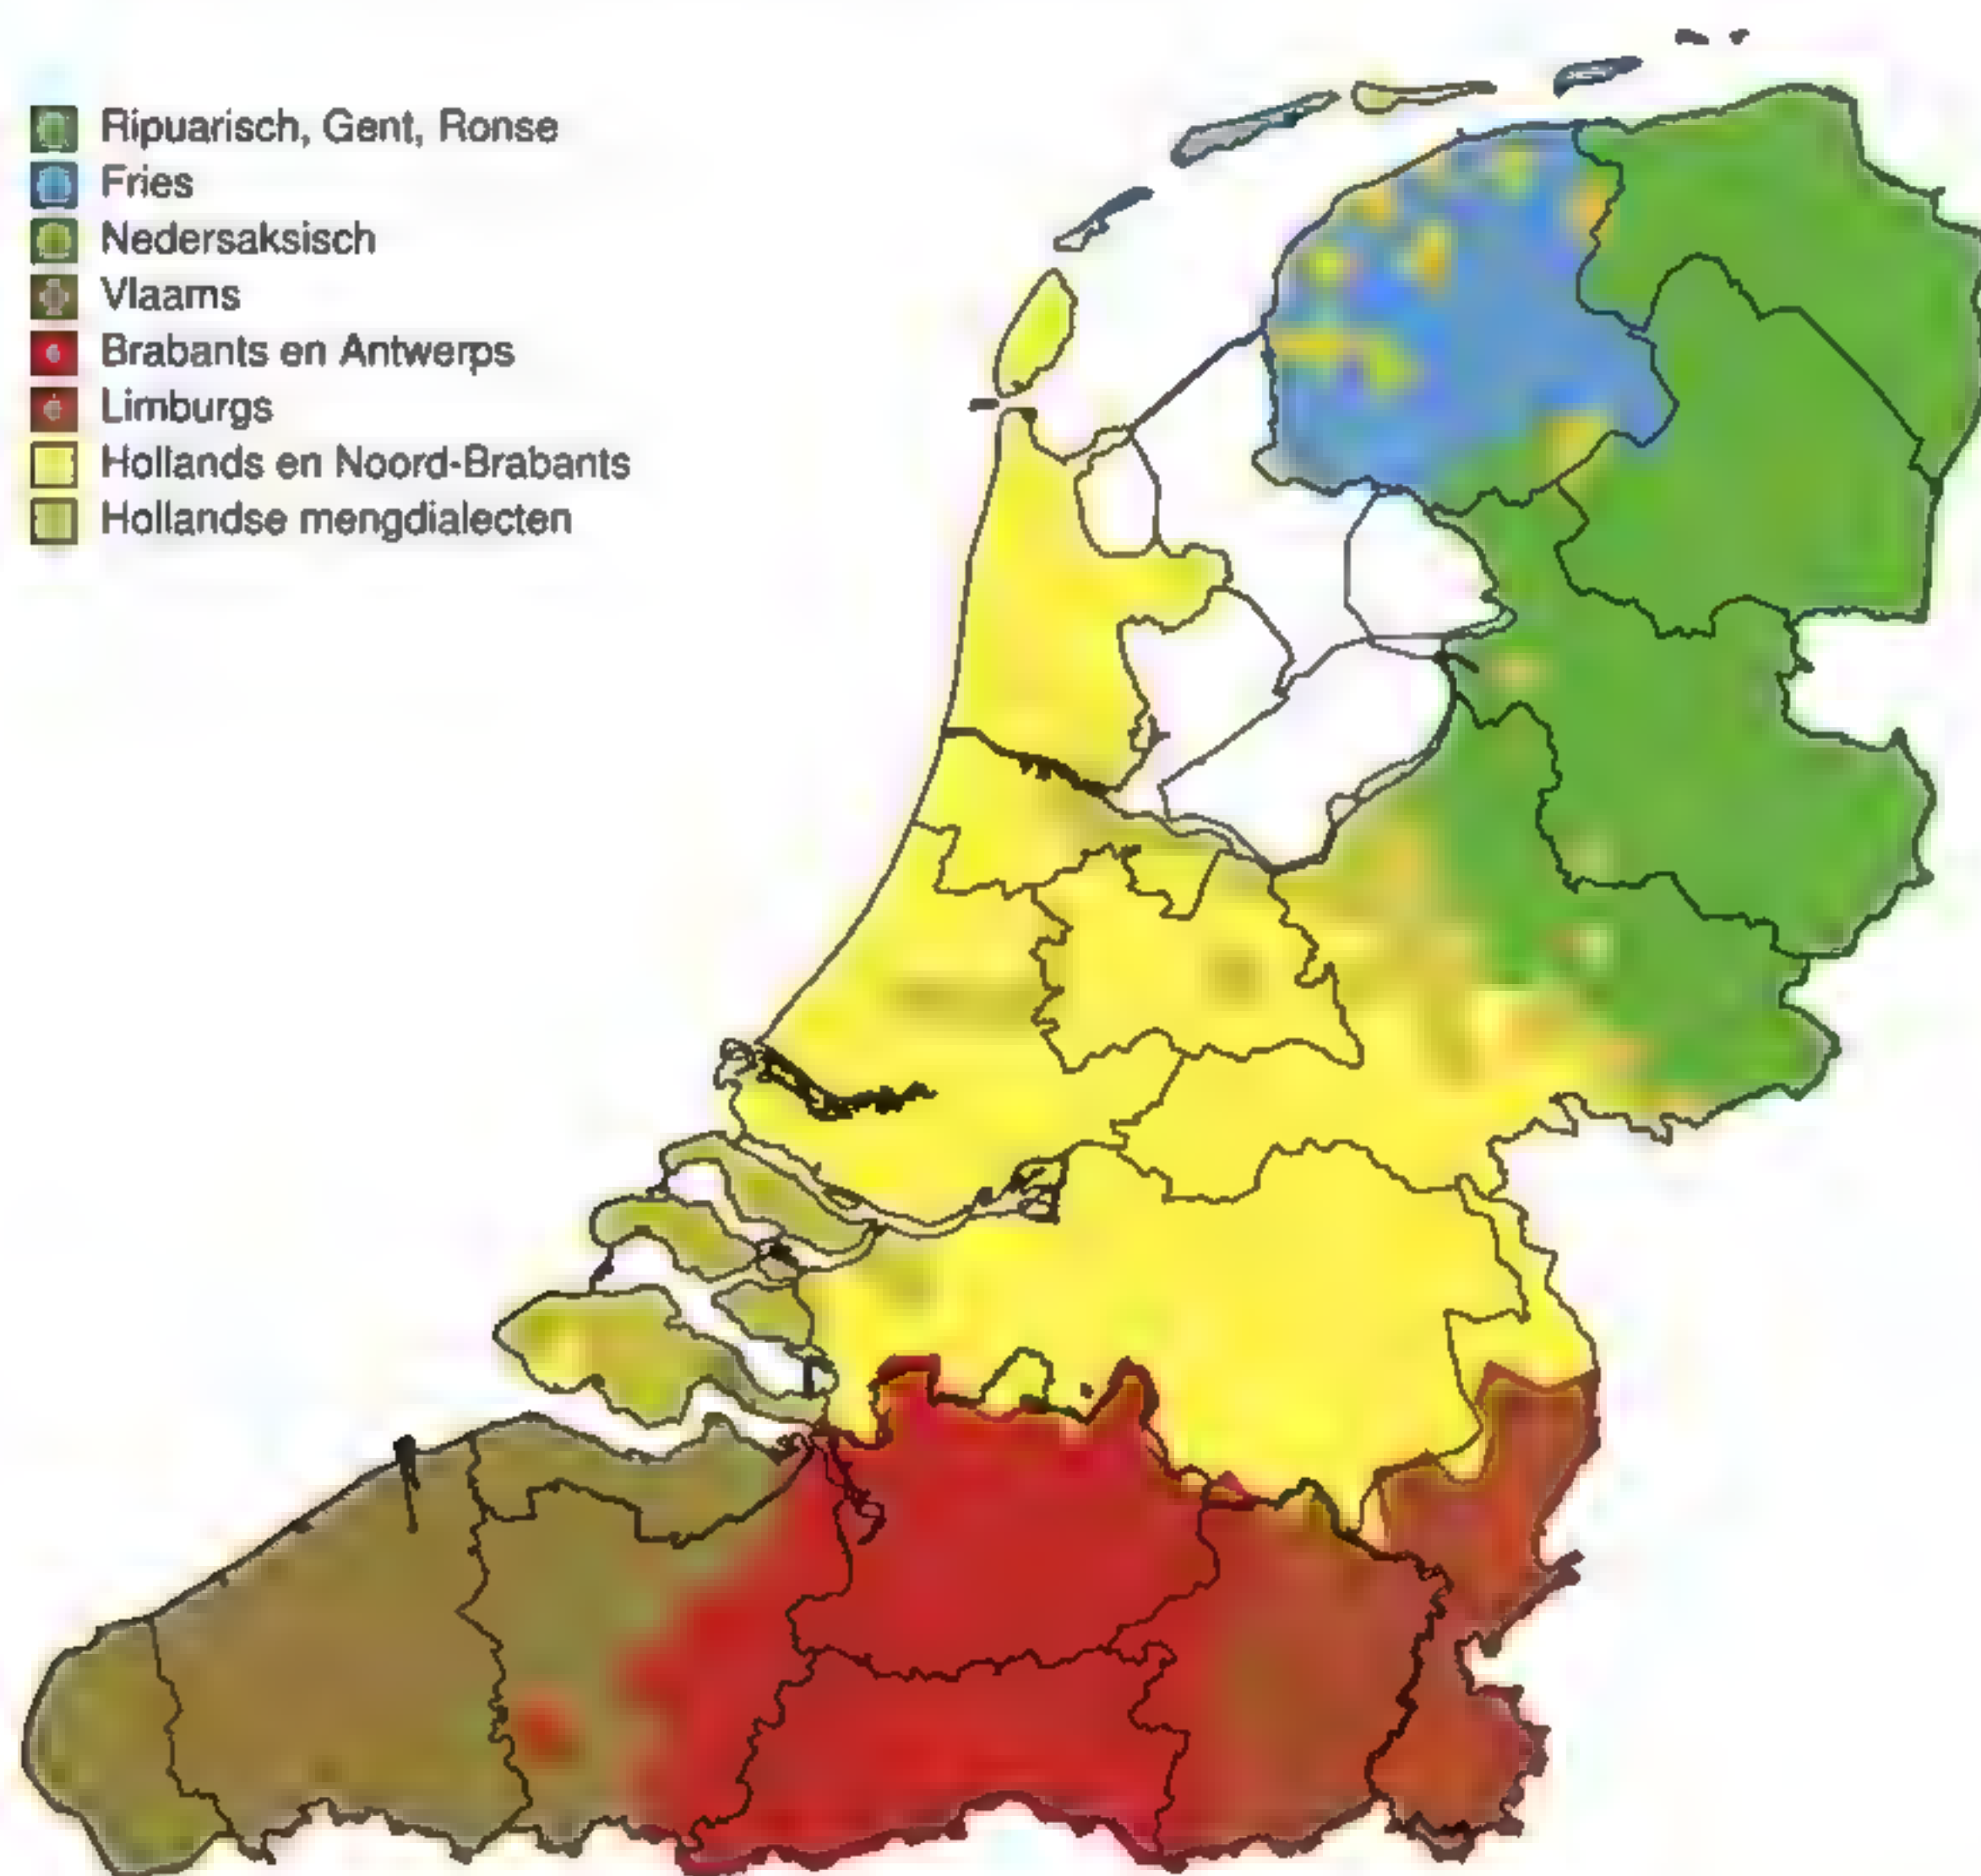 Ripuarisch, Gent, Ronse
Fries
Nedersaksisch
Vlaams
Brabants en Antwerps
Limburgs
Hollands en Noord-Brabants
Hollandse mengdialecten